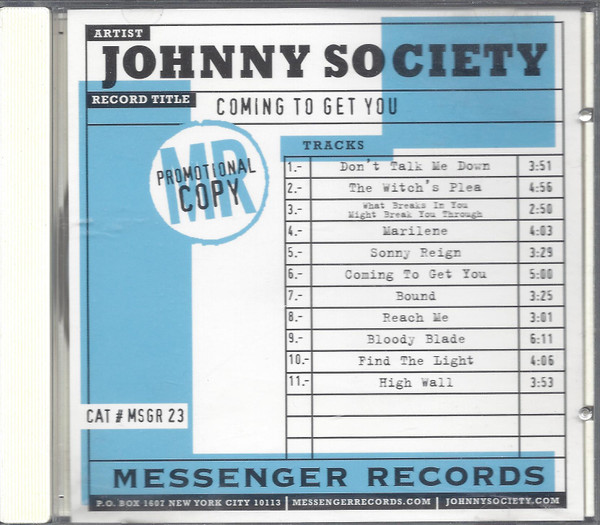 ARTIST
JOHNNY SOCIETY
RECORD TITLE
COMING TO GET YOU
MR
PROMOTIONAL
COPY
TRACKS
1.- Don't Talk Me Down 3:51
2.- The Witch's Plea 4:56
3.- What Breaks In You
Might Break You Through 2:50
4.- Marilene 4:03
5.- Sonny Reign 3:29
6.- Coming To Get You 5:00
7.- Bound 3:25
8.- Reach Me 3:01
9.- Bloody Blade 6:11
10.- Find The Light 4:06
11.- High Wall 3:53
CAT # MSGR 23
MESSENGER RECORDS
P.O. BOX 1607 NEW YORK CITY 10113 | MESSENGERRECORDS.COM | JOHNNYSOCIETY.COM